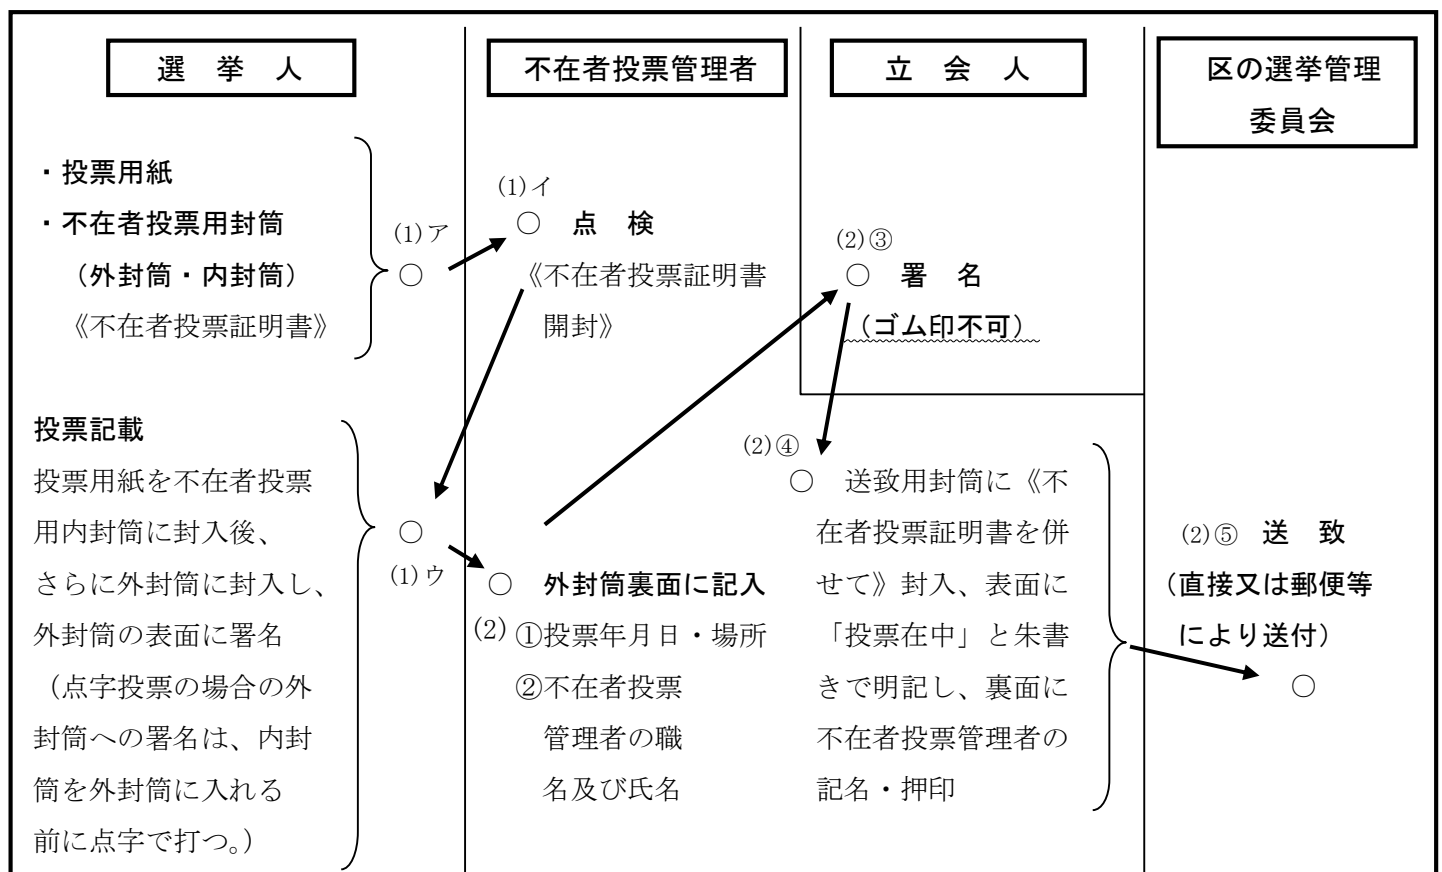 選 挙 人
不在者投票管理者
立 会 人
区の選挙管理
委員会
・投票用紙
・不在者投票用封筒
（外封筒・内封筒）
《不在者投票証明書》
(1)ア
○
(1)イ
○ 点 検
《不在者投票証明書
開封》
(2)③
○ 署 名
（ゴム印不可）
投票記載
投票用紙を不在者投票
用内封筒に封入後、
さらに外封筒に封入し、
外封筒の表面に署名
（点字投票の場合の外
封筒への署名は、内封
筒を外封筒に入れる
前に点字で打つ。）
○
(1)ウ
○ 外封筒裏面に記入
(2) ①投票年月日・場所
②不在者投票
管理者の職
名及び氏名
(2)④
○ 送致用封筒に《不
在者投票証明書を併
せて》封入、表面に
「投票在中」と朱書
きで明記し、裏面に
不在者投票管理者の
記名・押印
(2)⑤ 送 致
（直接又は郵便等
により送付）
○